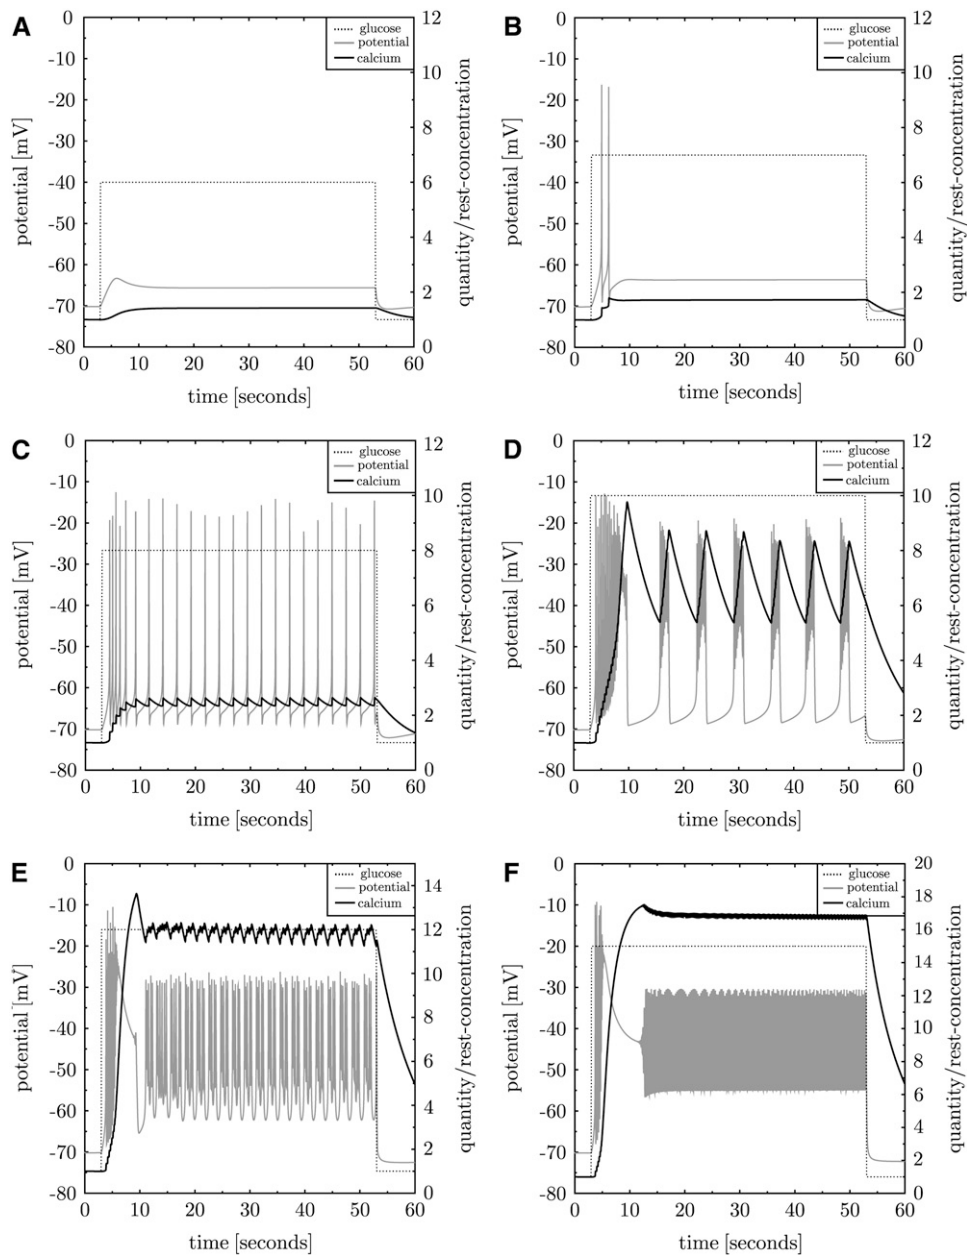 A
potential [mV]
0
-10
-20
-30
-40
-50
-60
-70
-80
glucose
potential
calcium
12
10
8
6
4
2
0
quantity/rest-concentration
0 10 20 30 40 50 60
time [seconds]
B
potential [mV]
0
-10
-20
-30
-40
-50
-60
-70
-80
glucose
potential
calcium
12
10
8
6
4
2
0
quantity/rest-concentration
0 10 20 30 40 50 60
time [seconds]
C
potential [mV]
0
-10
-20
-30
-40
-50
-60
-70
-80
glucose
potential
calcium
12
10
8
6
4
2
0
quantity/rest-concentration
0 10 20 30 40 50 60
time [seconds]
D
potential [mV]
0
-10
-20
-30
-40
-50
-60
-70
-80
glucose
potential
calcium
12
10
8
6
4
2
0
quantity/rest-concentration
0 10 20 30 40 50 60
time [seconds]
E
potential [mV]
0
-10
-20
-30
-40
-50
-60
-70
-80
glucose
potential
calcium
14
12
10
8
6
4
2
0
quantity/rest-concentration
0 10 20 30 40 50 60
time [seconds]
F
potential [mV]
0
-10
-20
-30
-40
-50
-60
-70
-80
glucose
potential
calcium
20
18
16
14
12
10
8
6
4
2
0
quantity/rest-concentration
0 10 20 30 40 50 60
time [seconds]